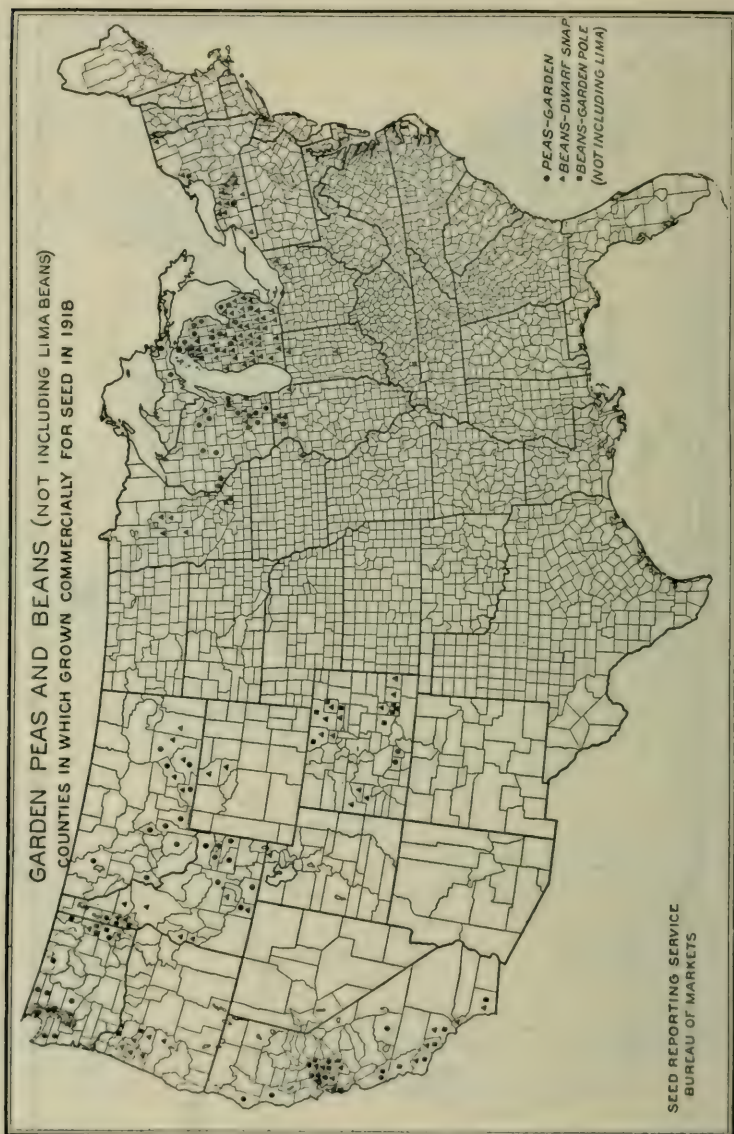 GARDEN PEAS AND BEANS (NOT INCLUDING LIMA BEANS)
COUNTIES IN WHICH GROWN COMMERCIALLY FOR SEED IN 1918
● PEAS-GARDEN
▲ BEANS-DWARF SNAP
■ BEANS-GARDEN POLE
(NOT INCLUDING LIMA)
SEED REPORTING SERVICE
BUREAU OF MARKETS